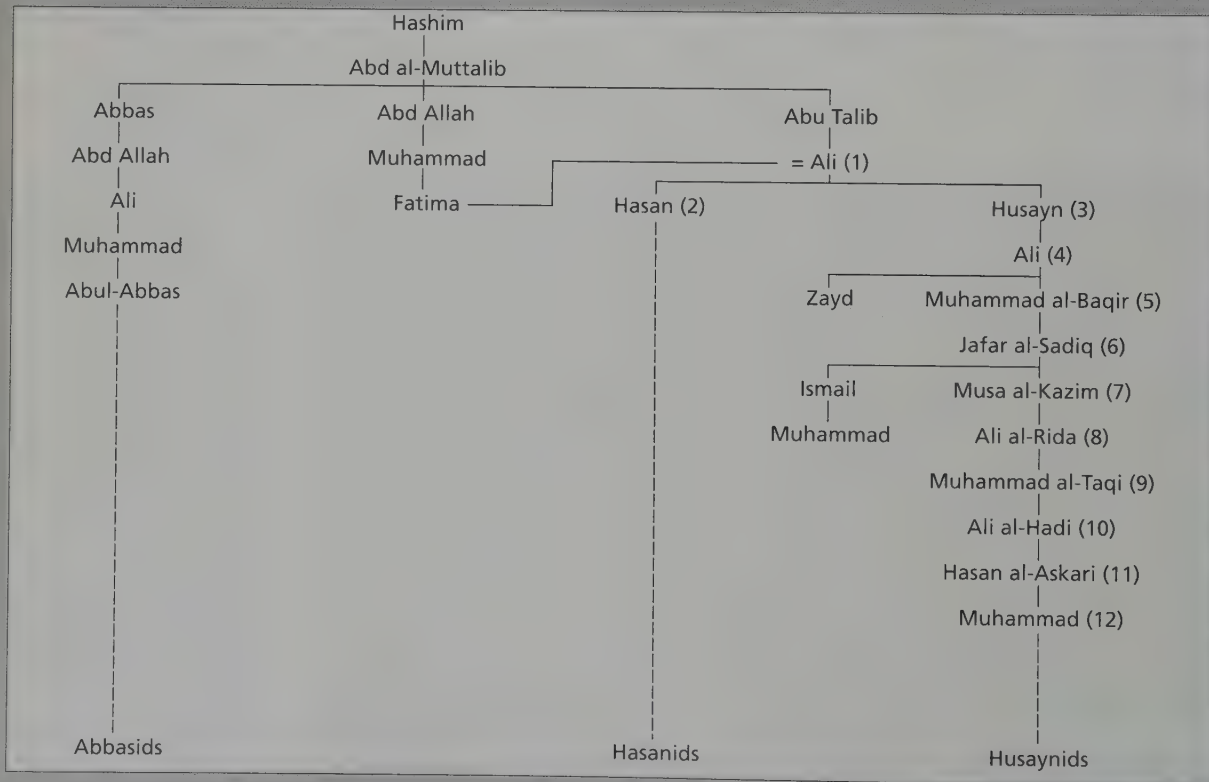 Hashim
Abd al-Muttalib
Abbas
Abd Allah
Abu Talib
Abd Allah
Muhammad
= Ali (1)
Ali
Fatima
Hasan (2)
Husayn (3)
Muhammad
Ali (4)
Abul-Abbas
Zayd
Muhammad al-Baqir (5)
Jafar al-Sadiq (6)
Ismail
Musa al-Kazim (7)
Muhammad
Ali al-Rida (8)
Muhammad al-Taqi (9)
Ali al-Hadi (10)
Hasan al-Askari (11)
Muhammad (12)
Abbasids
Hasanids
Husaynids